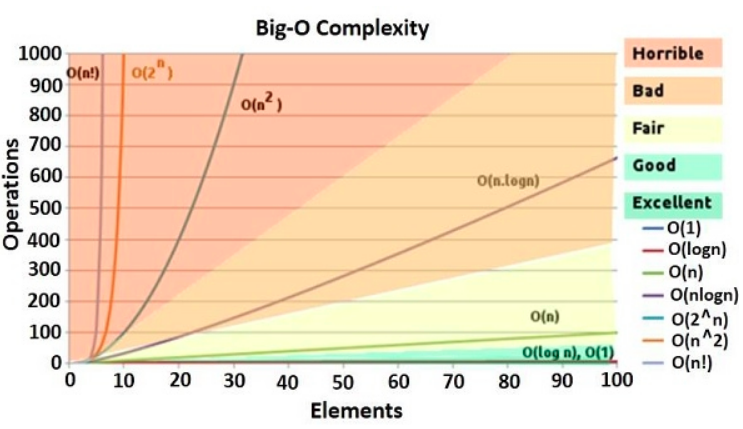 Big-O Complexity
Operations
1000
900
800
700
600
500
400
300
200
100
0
O(n!)
O(2^n)
O(n²)
O(n.logn)
O(n)
O(log n), O(1)
0 10 20 30 40 50 60 70 80 90 100
Elements
Horrible
Bad
Fair
Good
Excellent
O(1)
O(logn)
O(n)
O(nlogn)
O(2^n)
O(n^2)
O(n!)